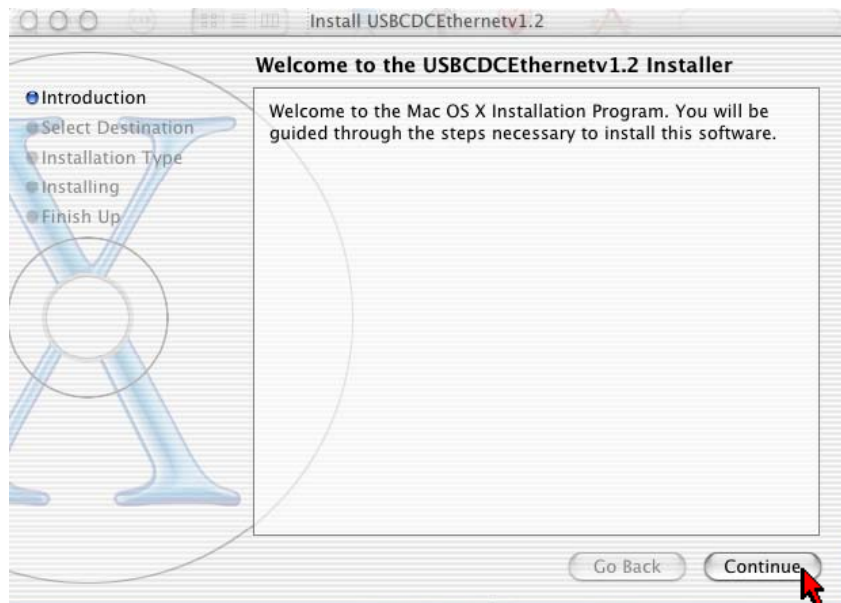 Install USBCDCEthernetv1.2
Welcome to the USBCDCEthernetv1.2 Installer
Introduction
Select Destination
Installation Type
Installing
Finish Up
Welcome to the Mac OS X Installation Program. You will be
guided through the steps necessary to install this software.
Go Back
Continue